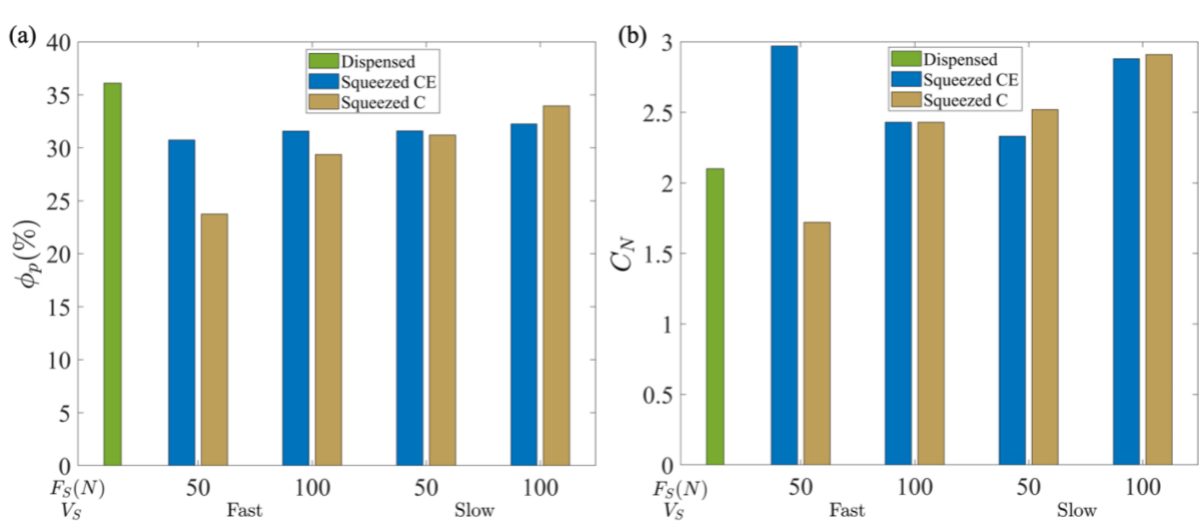 (a)
40
35
30
25
20
15
10
5
0
ϕp(%)
Dispensed
Squeezed CE
Squeezed C
FS(N) 50 100 50 100
VS Fast Slow
(b)
3
2.5
2
1.5
1
0.5
0
CN
Dispensed
Squeezed CE
Squeezed C
FS(N) 50 100 50 100
VS Fast Slow